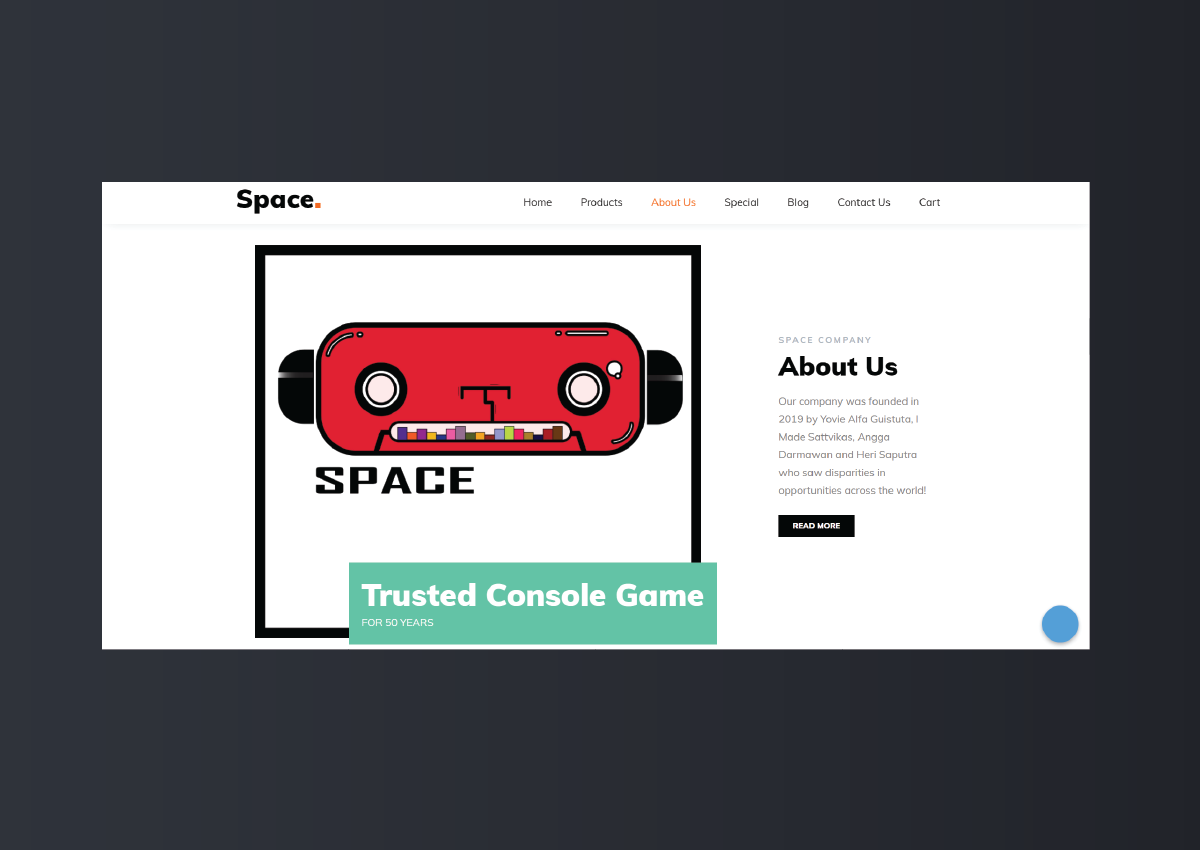 Space.
Home Products About Us Special Blog Contact Us Cart
SPACE
Trusted Console Game
FOR 50 YEARS
SPACE COMPANY
About Us
Our company was founded in
2019 by Yovie Alfa Guistuta, I
Made Sattvikas, Angga
Darmawan and Heri Saputra
who saw disparities in
opportunities across the world!
READ MORE